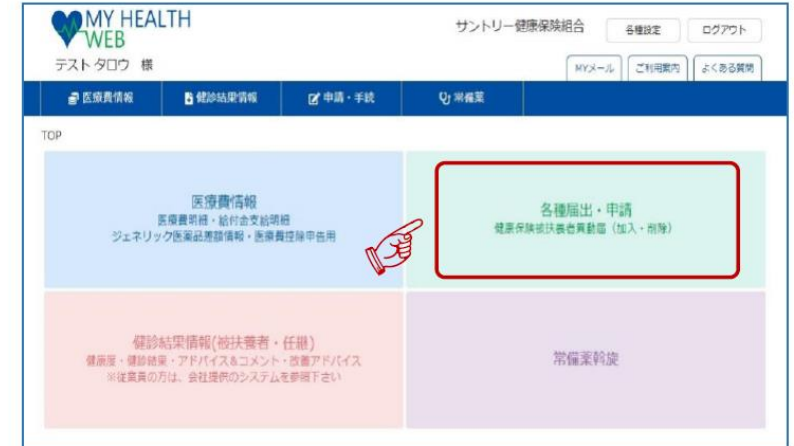 MY HEALTH
WEB
サントリー健康保険組合
各種設定
ログアウト
テスト タロウ 様
MYメール
ご利用案内
よくある質問
医療費情報
健診結果情報
申請・手続
常備薬
TOP
医療費情報
医療費明細・給付金支給明細
ジェネリック医薬品差額情報・医療費控除申告用
各種届出・申請
健康保険被扶養者異動届（加入・削除）
健診結果情報(被扶養者・任継)
健康度・健診結果・アドバイス&コメント・改善アドバイス
※従業員の方は、会社提供のシステムを参照下さい
常備薬斡旋